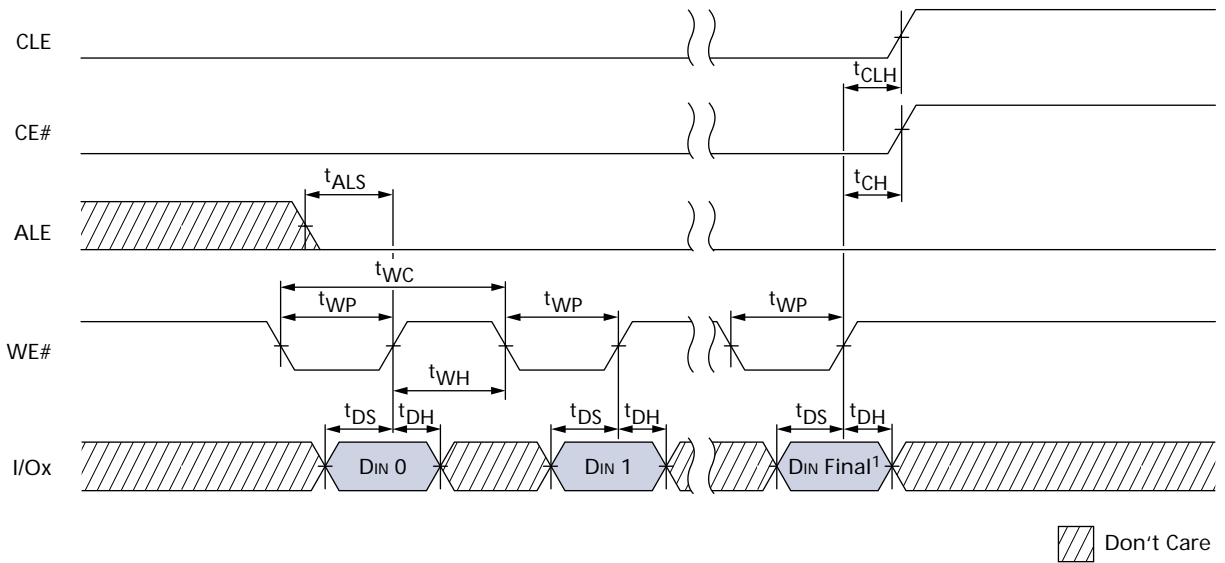 CLE
tCLH
CE#
tCH
tALS
ALE
tWC
tWP tWP tWP
WE#
tWH
tDS tDH tDS tDH tDS tDH
I/Ox DIN 0 DIN 1 DIN Final1
Don't Care